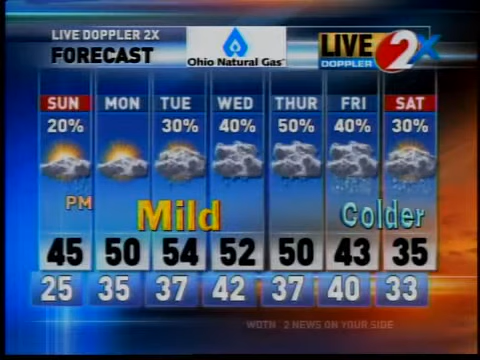 LIVE DOPPLER 2X
FORECAST
Ohio Natural Gas
LIVE 2X
DOPPLER
SUN MON TUE WED THUR FRI SAT
20% 30% 40% 50% 40% 30%
PM
Mild
Colder
45 50 54 52 50 43 35
25 35 37 42 37 40 33
WDTN 2 NEWS ON YOUR SIDE